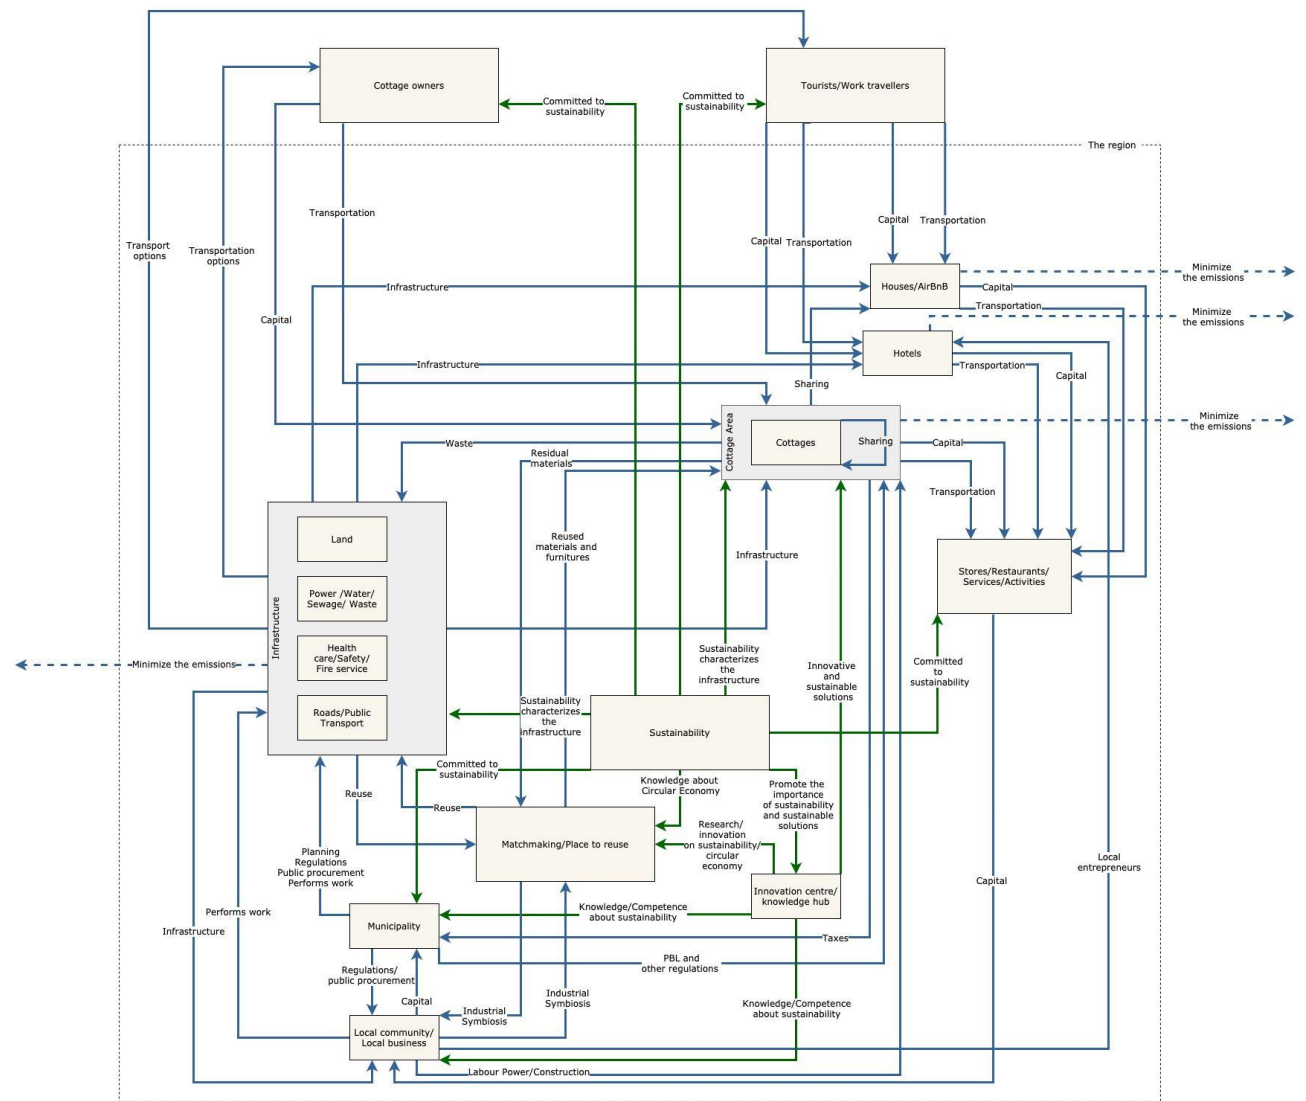 Cottage owners
Tourists/Work travellers
Committed to
sustainability
Committed to
sustainability
The region
Transportation
Transport
options
Transportation
options
Capital
Transportation
Capital
Transportation
Capital
Infrastructure
Houses/AirBnB
Capital
Transportation
Minimize
the emissions
Minimize
the emissions
Hotels
Infrastructure
Transportation
Capital
Sharing
Minimize
the emissions
Cottage Area
Cottages
Sharing
Capital
Waste
Residual
materials
Transportation
Land
Reused
materials and
furnitures
Infrastructure
Stores/Restaurants/
Services/Activities
Power /Water/
Sewage/ Waste
Infrastructure
Health
care/Safety/
Fire service
Minimize the emissions
Roads/Public
Transport
Sustainability
characterizes
the
infrastructure
Innovative
and
sustainable
solutions
Committed
to
sustainability
Sustainability
characterizes
the
infrastructure
Sustainability
Committed to
sustainability
Knowledge about
Circular Economy
Promote the
importance
of sustainability
and sustainable
solutions
Reuse
Reuse
Matchmaking/Place to reuse
Research/
innovation
on sustainability/
circular
economy
Planning
Regulations
Public procurement
Performs work
Local
entrepreneurs
Capital
Innovation centre/
knowledge hub
Performs work
Infrastructure
Municipality
Knowledge/Competence
about sustainability
Taxes
PBL and
other regulations
Regulations/
public procurement
Capital
Industrial
Symbiosis
Industrial
Symbiosis
Knowledge/Competence
about sustainability
Local community/
Local business
Labour Power/Construction